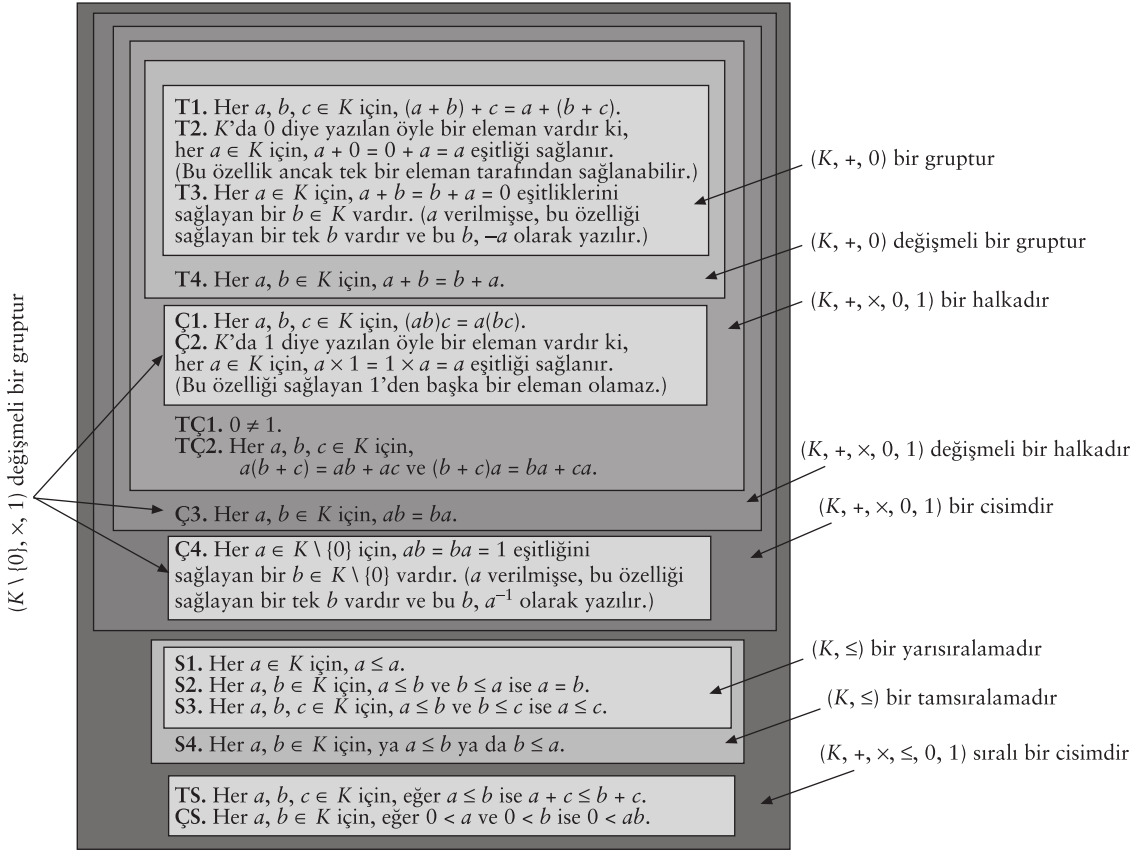 T1. Her a, b, c ∈ K için, (a + b) + c = a + (b + c).
T2. K'da 0 diye yazılan öyle bir eleman vardır ki,
her a ∈ K için, a + 0 = 0 + a = a eşitliği sağlanır.
(Bu özellik ancak tek bir eleman tarafından sağlanabilir.)
T3. Her a ∈ K için, a + b = b + a = 0 eşitliklerini
sağlayan bir b ∈ K vardır. (a verilmişse, bu özelliği
sağlayan bir tek b vardır ve bu b, –a olarak yazılır.)
T4. Her a, b ∈ K için, a + b = b + a.
Ç1. Her a, b, c ∈ K için, (ab)c = a(bc).
Ç2. K'da 1 diye yazılan öyle bir eleman vardır ki,
her a ∈ K için, a × 1 = 1 × a = a eşitliği sağlanır.
(Bu özelliği sağlayan 1'den başka bir eleman olamaz.)
TÇ1. 0 ≠ 1.
TÇ2. Her a, b, c ∈ K için,
a(b + c) = ab + ac ve (b + c)a = ba + ca.
Ç3. Her a, b ∈ K için, ab = ba.
Ç4. Her a ∈ K \ {0} için, ab = ba = 1 eşitliğini
sağlayan bir b ∈ K \ {0} vardır. (a verilmişse, bu özelliği
sağlayan bir tek b vardır ve bu b, a⁻¹ olarak yazılır.)
S1. Her a ∈ K için, a ≤ a.
S2. Her a, b ∈ K için, a ≤ b ve b ≤ a ise a = b.
S3. Her a, b, c ∈ K için, a ≤ b ve b ≤ c ise a ≤ c.
S4. Her a, b ∈ K için, ya a ≤ b ya da b ≤ a.
TS. Her a, b, c ∈ K için, eğer a ≤ b ise a + c ≤ b + c.
ÇS. Her a, b ∈ K için, eğer 0 < a ve 0 < b ise 0 < ab.
(K, +, 0) bir gruptur
(K, +, 0) değişmeli bir gruptur
(K, +, ×, 0, 1) bir halkadır
(K, +, ×, 0, 1) değişmeli bir halkadır
(K, +, ×, 0, 1) bir cisimdir
(K, ≤) bir yarısıralamadır
(K, ≤) bir tamsıralamadır
(K, +, ×, ≤, 0, 1) sıralı bir cisimdir
(K \ {0}, ×, 1) değişmeli bir gruptur